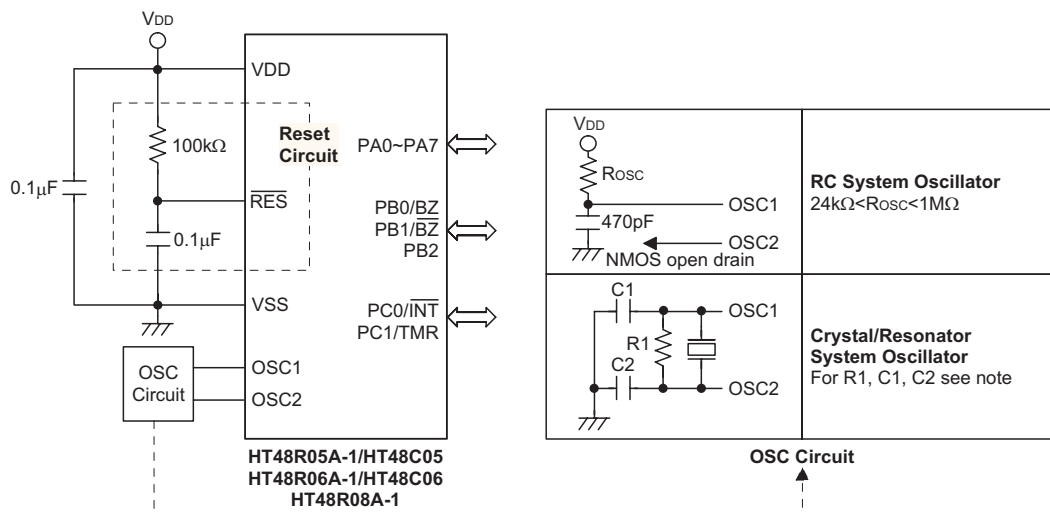 VDD
VDD
Reset
Circuit
100kΩ
PA0~PA7
0.1µF
RES
0.1µF
PB0/BZ
PB1/BZ
PB2
VSS
PC0/INT
PC1/TMR
OSC
Circuit
OSC1
OSC2
HT48R05A-1/HT48C05
HT48R06A-1/HT48C06
HT48R08A-1
VDD
ROSC
OSC1
470pF
OSC2
NMOS open drain
RC System Oscillator
24kΩ<ROSC<1MΩ
C1
OSC1
R1
C2
OSC2
Crystal/Resonator
System Oscillator
For R1, C1, C2 see note
OSC Circuit